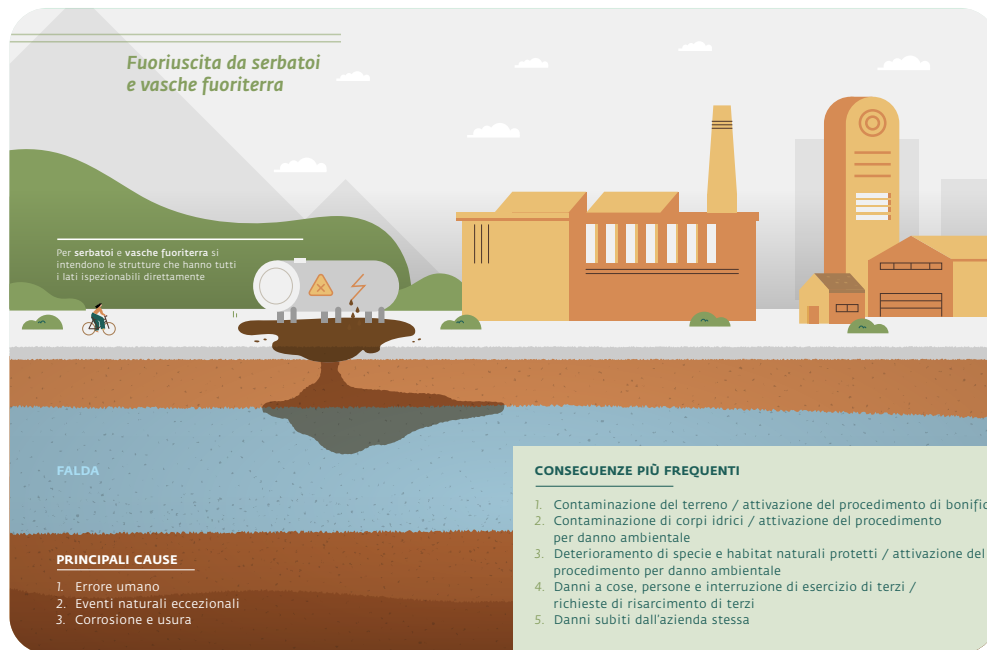 Fuoriuscita da serbatoi
e vasche fuoriterra
Per serbatoi e vasche fuoriterra si
intendono le strutture che hanno tutti
i lati ispezionabili direttamente
FALDA
PRINCIPALI CAUSE
1. Errore umano
2. Eventi naturali eccezionali
3. Corrosione e usura
CONSEGUENZE PIÙ FREQUENTI
1. Contaminazione del terreno / attivazione del procedimento di
2. Contaminazione di corpi idrici / attivazione del procedimento
per danno ambientale
3. Deterioramento di specie e habitat naturali protetti / attivazione del
procedimento per danno ambientale
4. Danni a cose, persone e interruzione di esercizio di terzi /
richieste di risarcimento di terzi
5. Danni subiti dall'azienda stessa